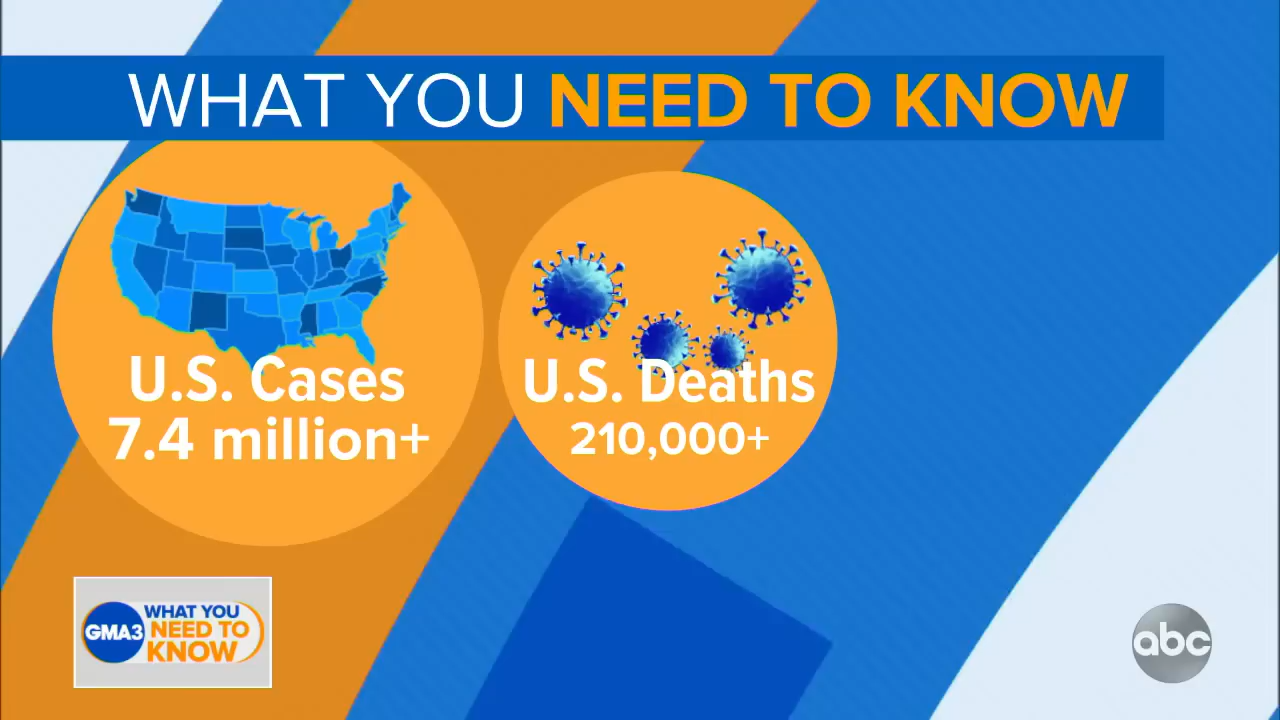 WHAT YOU NEED TO KNOW
U.S. Cases
7.4 million+
U.S. Deaths
210,000+
GMA3
WHAT YOU
NEED TO
KNOW
abc